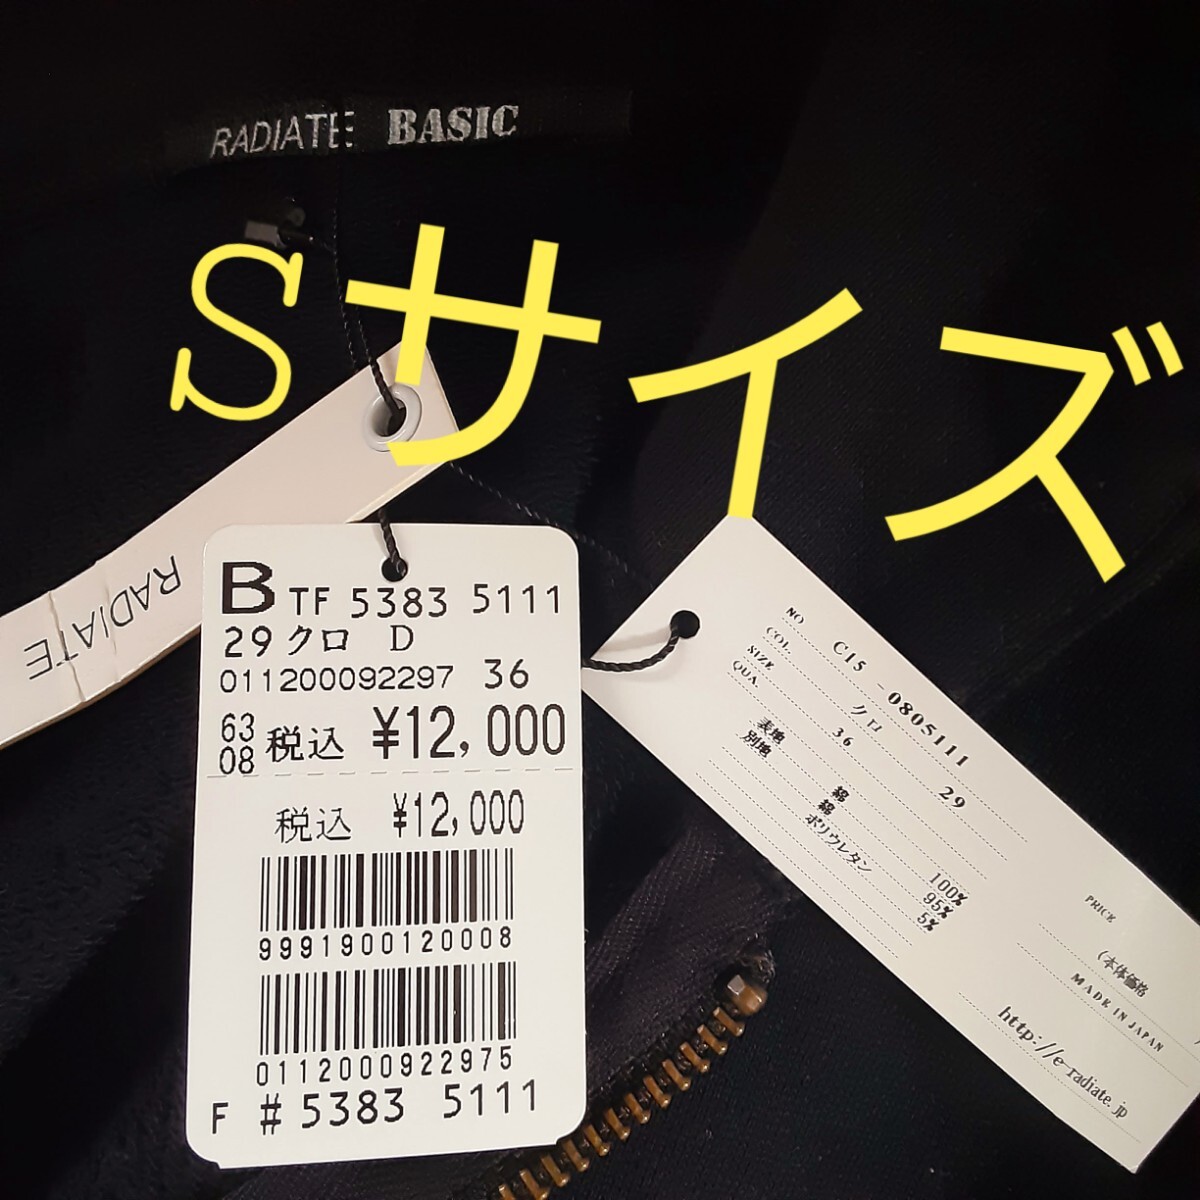 RADIATE BASIC
Sサイズ
RADIATE
B TF 5383 5111
29クロ D
011200092297 36
6308 税込 ¥12,000
税込 ¥12,000
9991900120008
0112000922975
F #5383 5111
NO C15 -0805111
COL. クロ 29
SIZE 36
QUA.
表地 綿 100%
別地 綿 95%
ポリウレタン 5%
PRICE
(本体価格
MADE IN JAPAN
http://e-radiate.jp